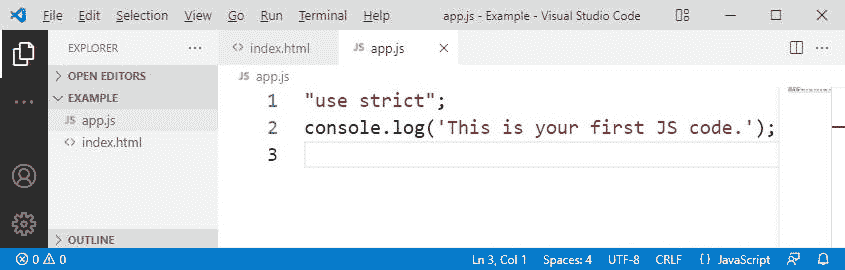 File Edit Selection View Go Run Terminal Help app.js - Example - Visual Studio Code
EXPLORER ··· <> index.html JS app.js ×
> OPEN EDITORS JS app.js
EXAMPLE 1 "use strict";
JS app.js 2 console.log('This is your first JS code.');
<> index.html 3
> OUTLINE
0 0 Ln 3, Col 1 Spaces: 4 UTF-8 CRLF {} JavaScript